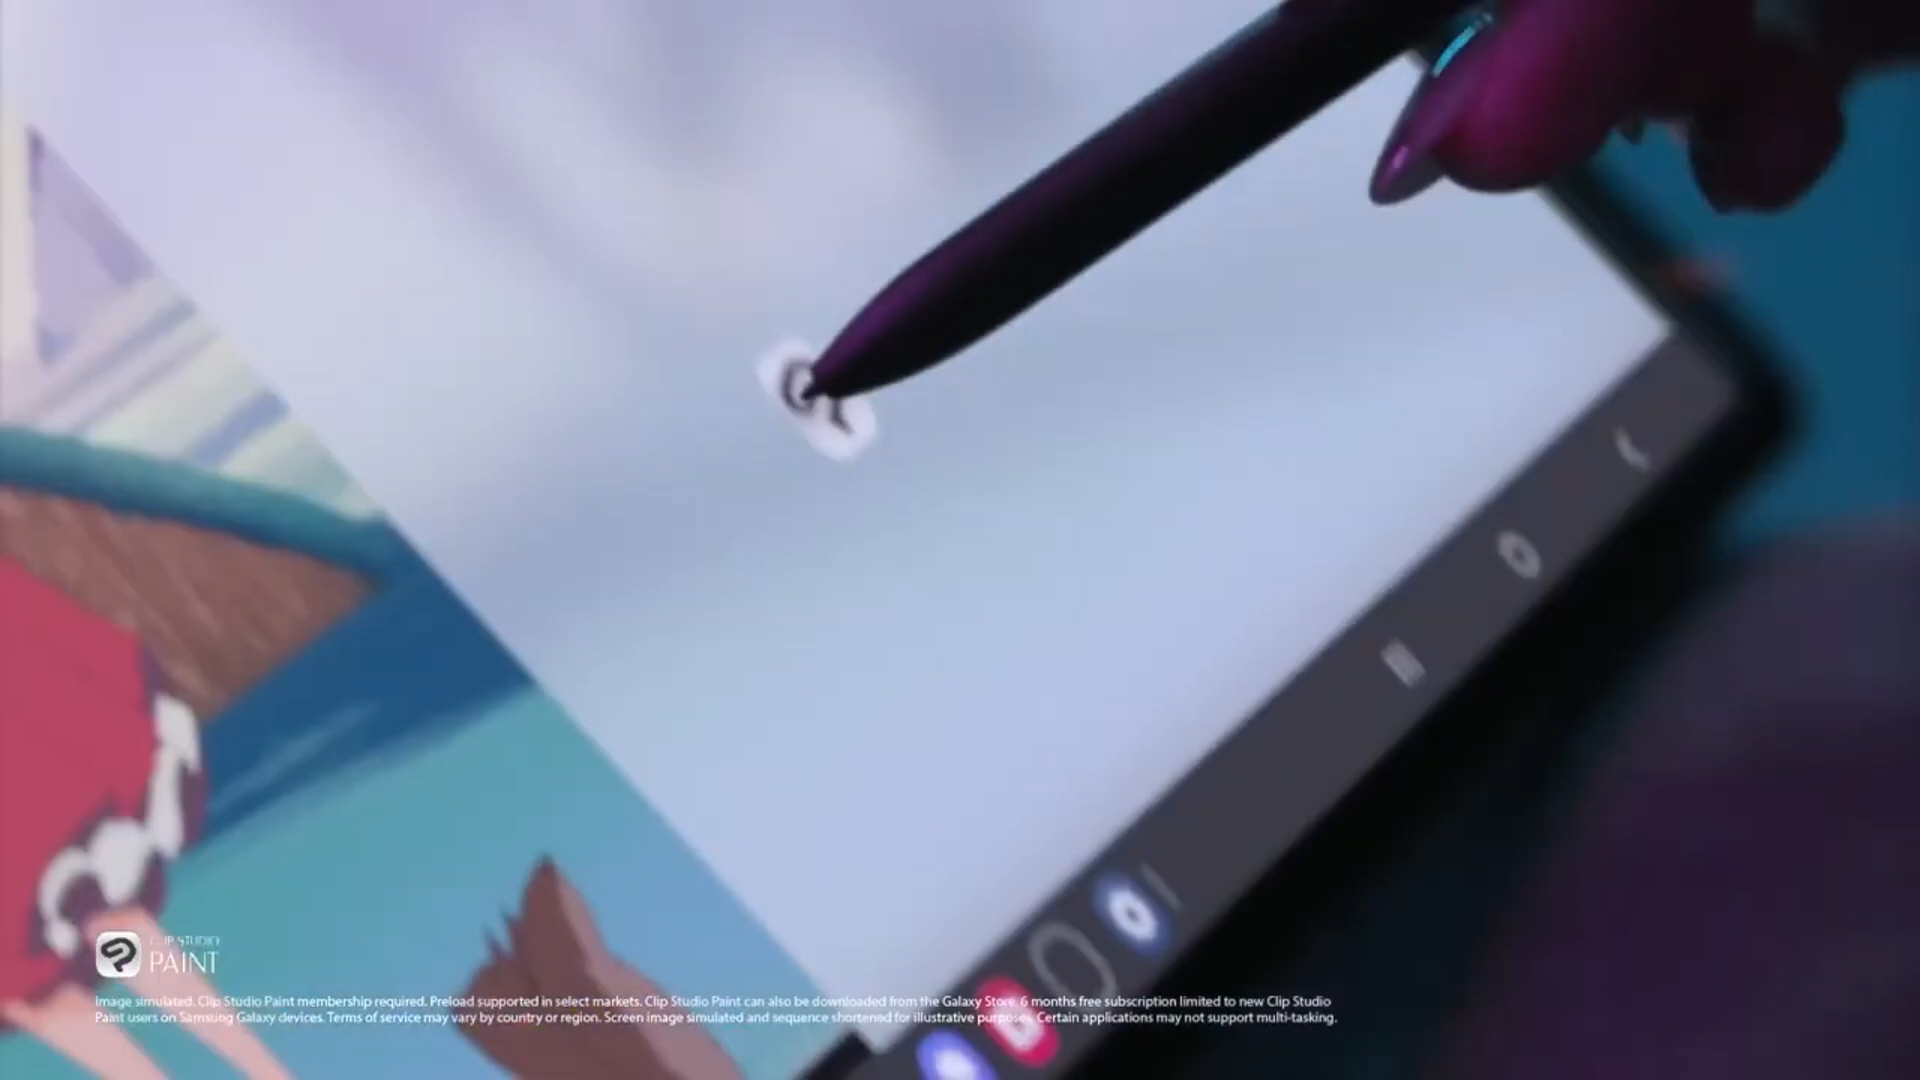 CLIP STUDIO
PAINT
Image simulated. Clip Studio Paint membership required. Preload supported in select markets. Clip Studio Paint can also be downloaded from the Galaxy Store. 6 months free subscription limited to new Clip Studio
Paint users on Samsung Galaxy devices. Terms of service may vary by country or region. Screen image simulated and sequence shortened for illustrative purposes. Certain applications may not support multi-tasking.